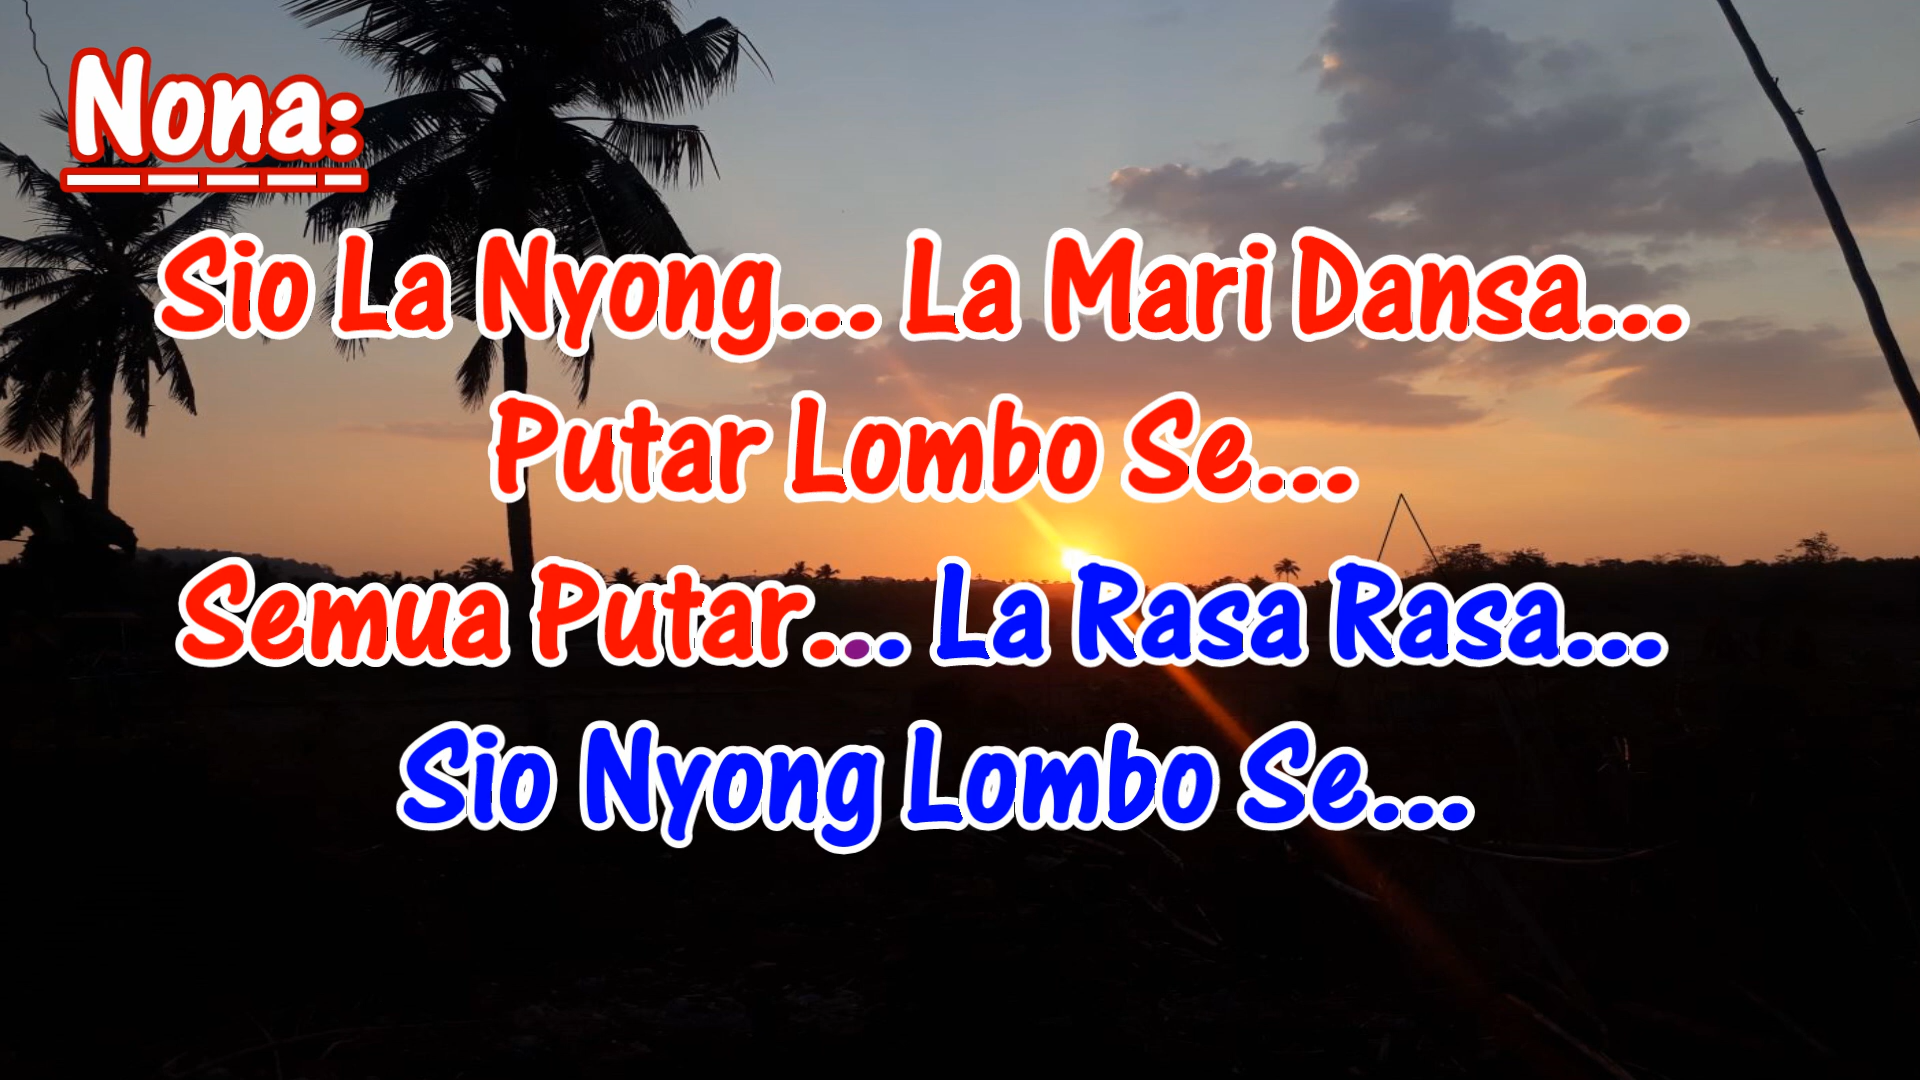 Nona:
Sio La Nyong... La Mari Dansa...
Putar Lombo Se...
Semua Putar... La Rasa Rasa...
Sio Nyong Lombo Se...